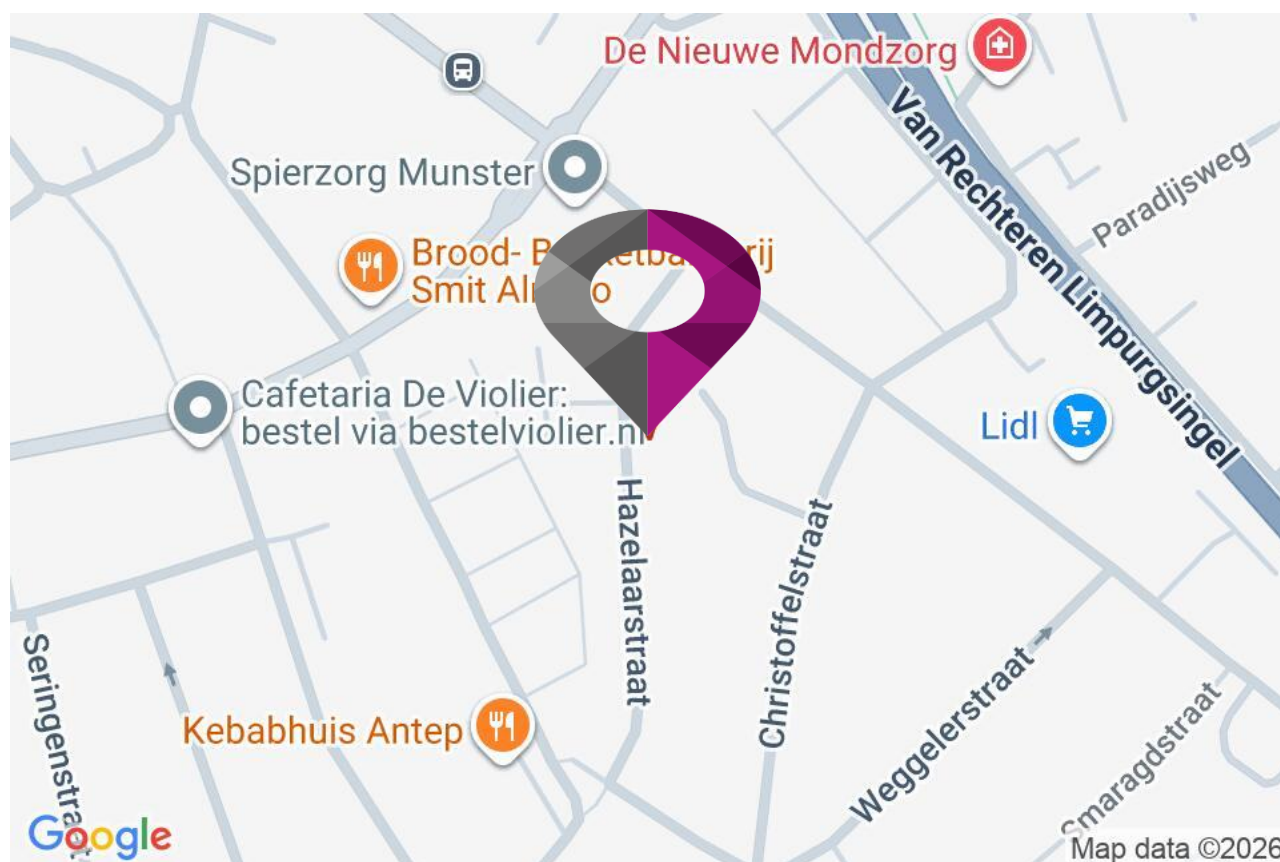 De Nieuwe Mondzorg
Van Rechteren Limpurgsingel
Paradijsweg
Spierzorg Munster
Brood- B
Smit Al
Cafetaria De Violier:
bestel via bestelviolier.nl
Lidl
Hazelaarstraat
Christoffelstraat
Weggelerstraat
Smaragdstraat
Seringenstraat
Kebabhuis Antep
Google
Map data ©2026